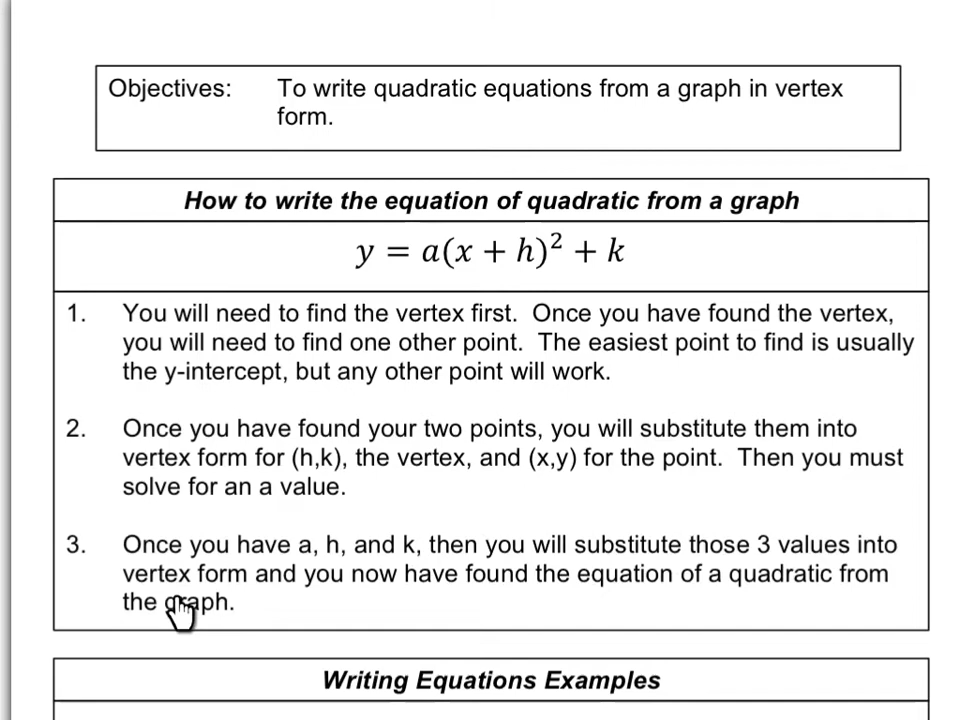 Objectives: To write quadratic equations from a graph in vertex
form.
How to write the equation of quadratic from a graph
y = a(x + h)² + k
1. You will need to find the vertex first. Once you have found the vertex,
you will need to find one other point. The easiest point to find is usually
the y-intercept, but any other point will work.
2. Once you have found your two points, you will substitute them into
vertex form for (h,k), the vertex, and (x,y) for the point. Then you must
solve for an a value.
3. Once you have a, h, and k, then you will substitute those 3 values into
vertex form and you now have found the equation of a quadratic from
the graph.
Writing Equations Examples